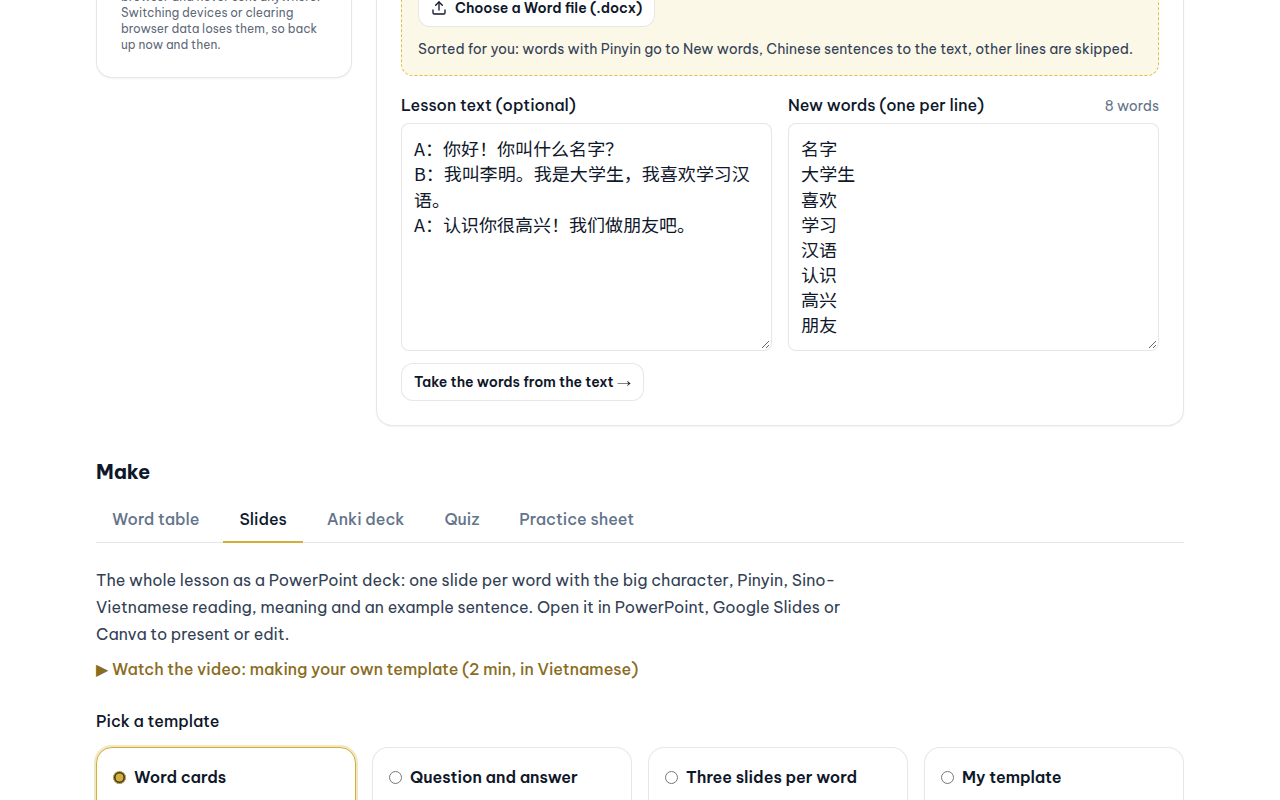 Switching devices or clearing
browser data loses them, so back
up now and then.
Choose a Word file (.docx)
Sorted for you: words with Pinyin go to New words, Chinese sentences to the text, other lines are skipped.
Lesson text (optional)
A：你好！你叫什么名字？
B：我叫李明。我是大学生，我喜欢学习汉
语。
A：认识你很高兴！我们做朋友吧。
New words (one per line)
8 words
名字
大学生
喜欢
学习
汉语
认识
高兴
朋友
Take the words from the text →
Make
Word table Slides Anki deck Quiz Practice sheet
The whole lesson as a PowerPoint deck: one slide per word with the big character, Pinyin, Sino-
Vietnamese reading, meaning and an example sentence. Open it in PowerPoint, Google Slides or
Canva to present or edit.
▶ Watch the video: making your own template (2 min, in Vietnamese)
Pick a template
Word cards
Question and answer
Three slides per word
My template